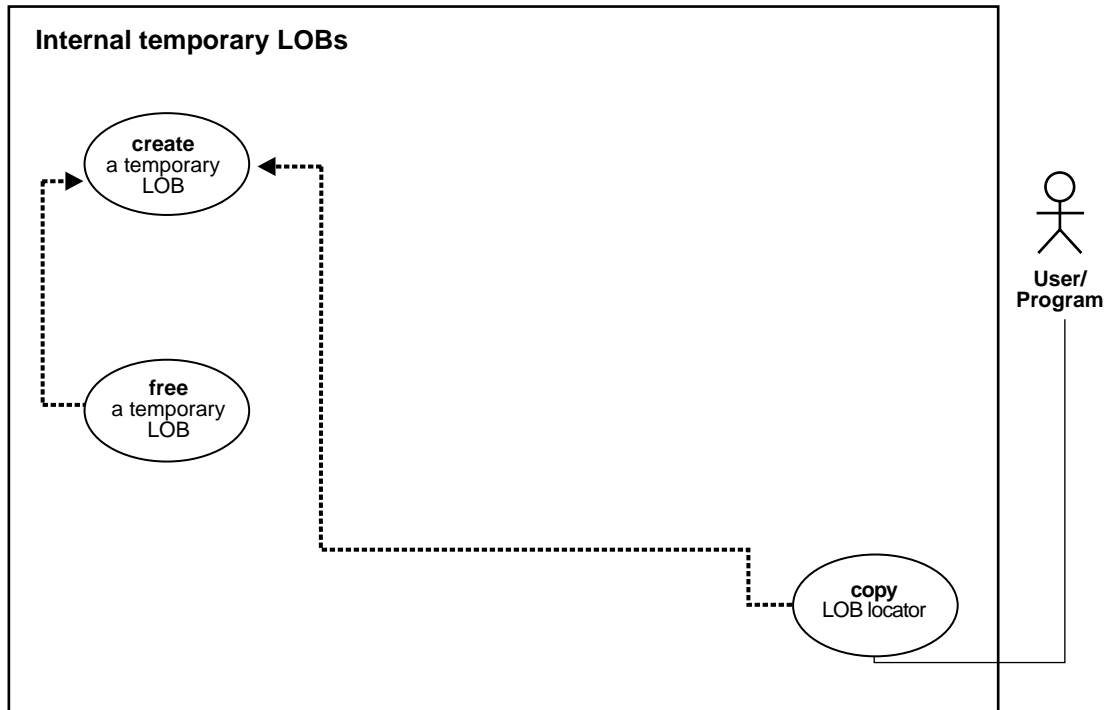 Internal temporary LOBs
create
a temporary
LOB
User/
Program
free
a temporary
LOB
copy
LOB locator